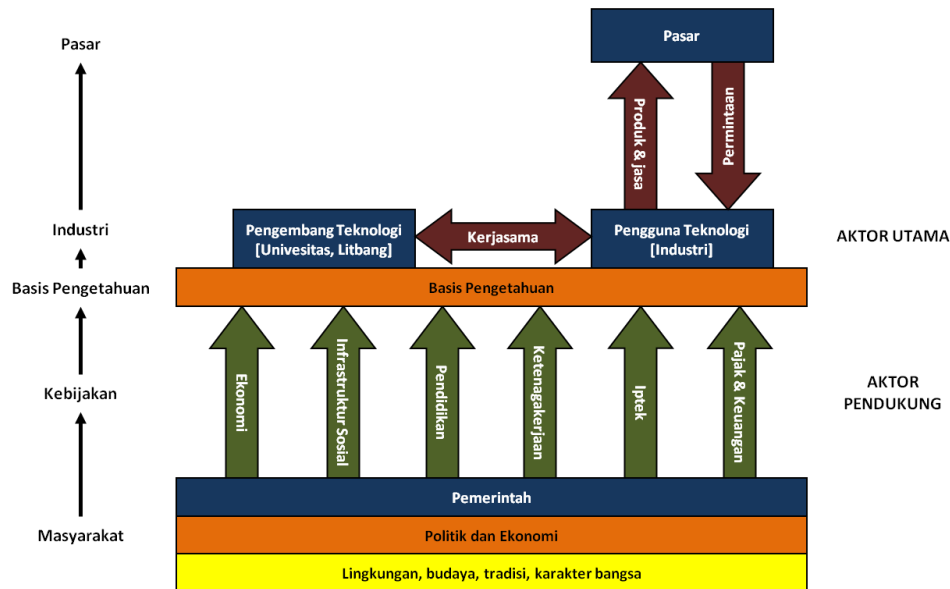 Pasar
Pasar
Produk & jasa
Permintaan
Industri
Pengembang Teknologi
[Univesitas, Litbang]
Kerjasama
Pengguna Teknologi
[Industri]
AKTOR UTAMA
Basis Pengetahuan
Basis Pengetahuan
Kebijakan
Ekonomi
Infrastruktur Sosial
Pendidikan
Ketenagakerjaan
Iptek
Pajak & Keuangan
AKTOR
PENDUKUNG
Pemerintah
Masyarakat
Politik dan Ekonomi
Lingkungan, budaya, tradisi, karakter bangsa